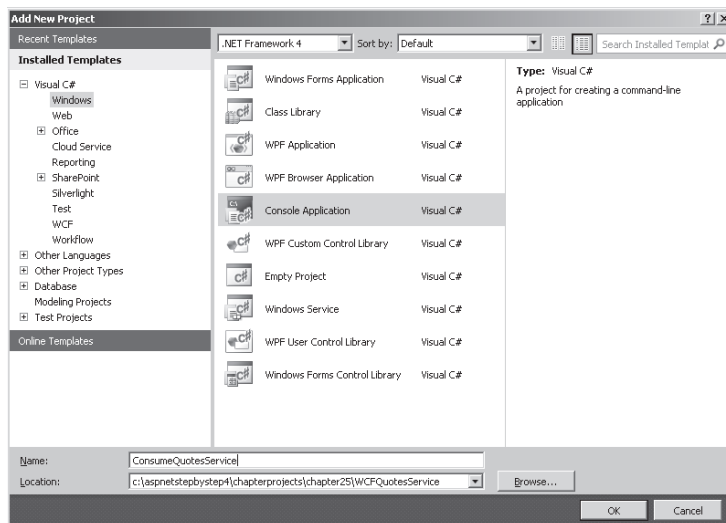 Add New Project
? x
Recent Templates
Installed Templates
Visual C#
Windows
Web
Office
Cloud Service
Reporting
SharePoint
Silverlight
Test
WCF
Workflow
Other Languages
Other Project Types
Database
Modeling Projects
Test Projects
Online Templates
.NET Framework 4
Sort by: Default
Search Installed Templat
Windows Forms Application Visual C#
Class Library Visual C#
WPF Application Visual C#
WPF Browser Application Visual C#
Console Application Visual C#
WPF Custom Control Library Visual C#
Empty Project Visual C#
Windows Service Visual C#
WPF User Control Library Visual C#
Windows Forms Control Library Visual C#
Type: Visual C#
A project for creating a command-line
application
Name: ConsumeQuotesService
Location: c:\aspnetstepbystep4\chapterprojects\chapter25\WCFQuotesService
Browse...
OK Cancel